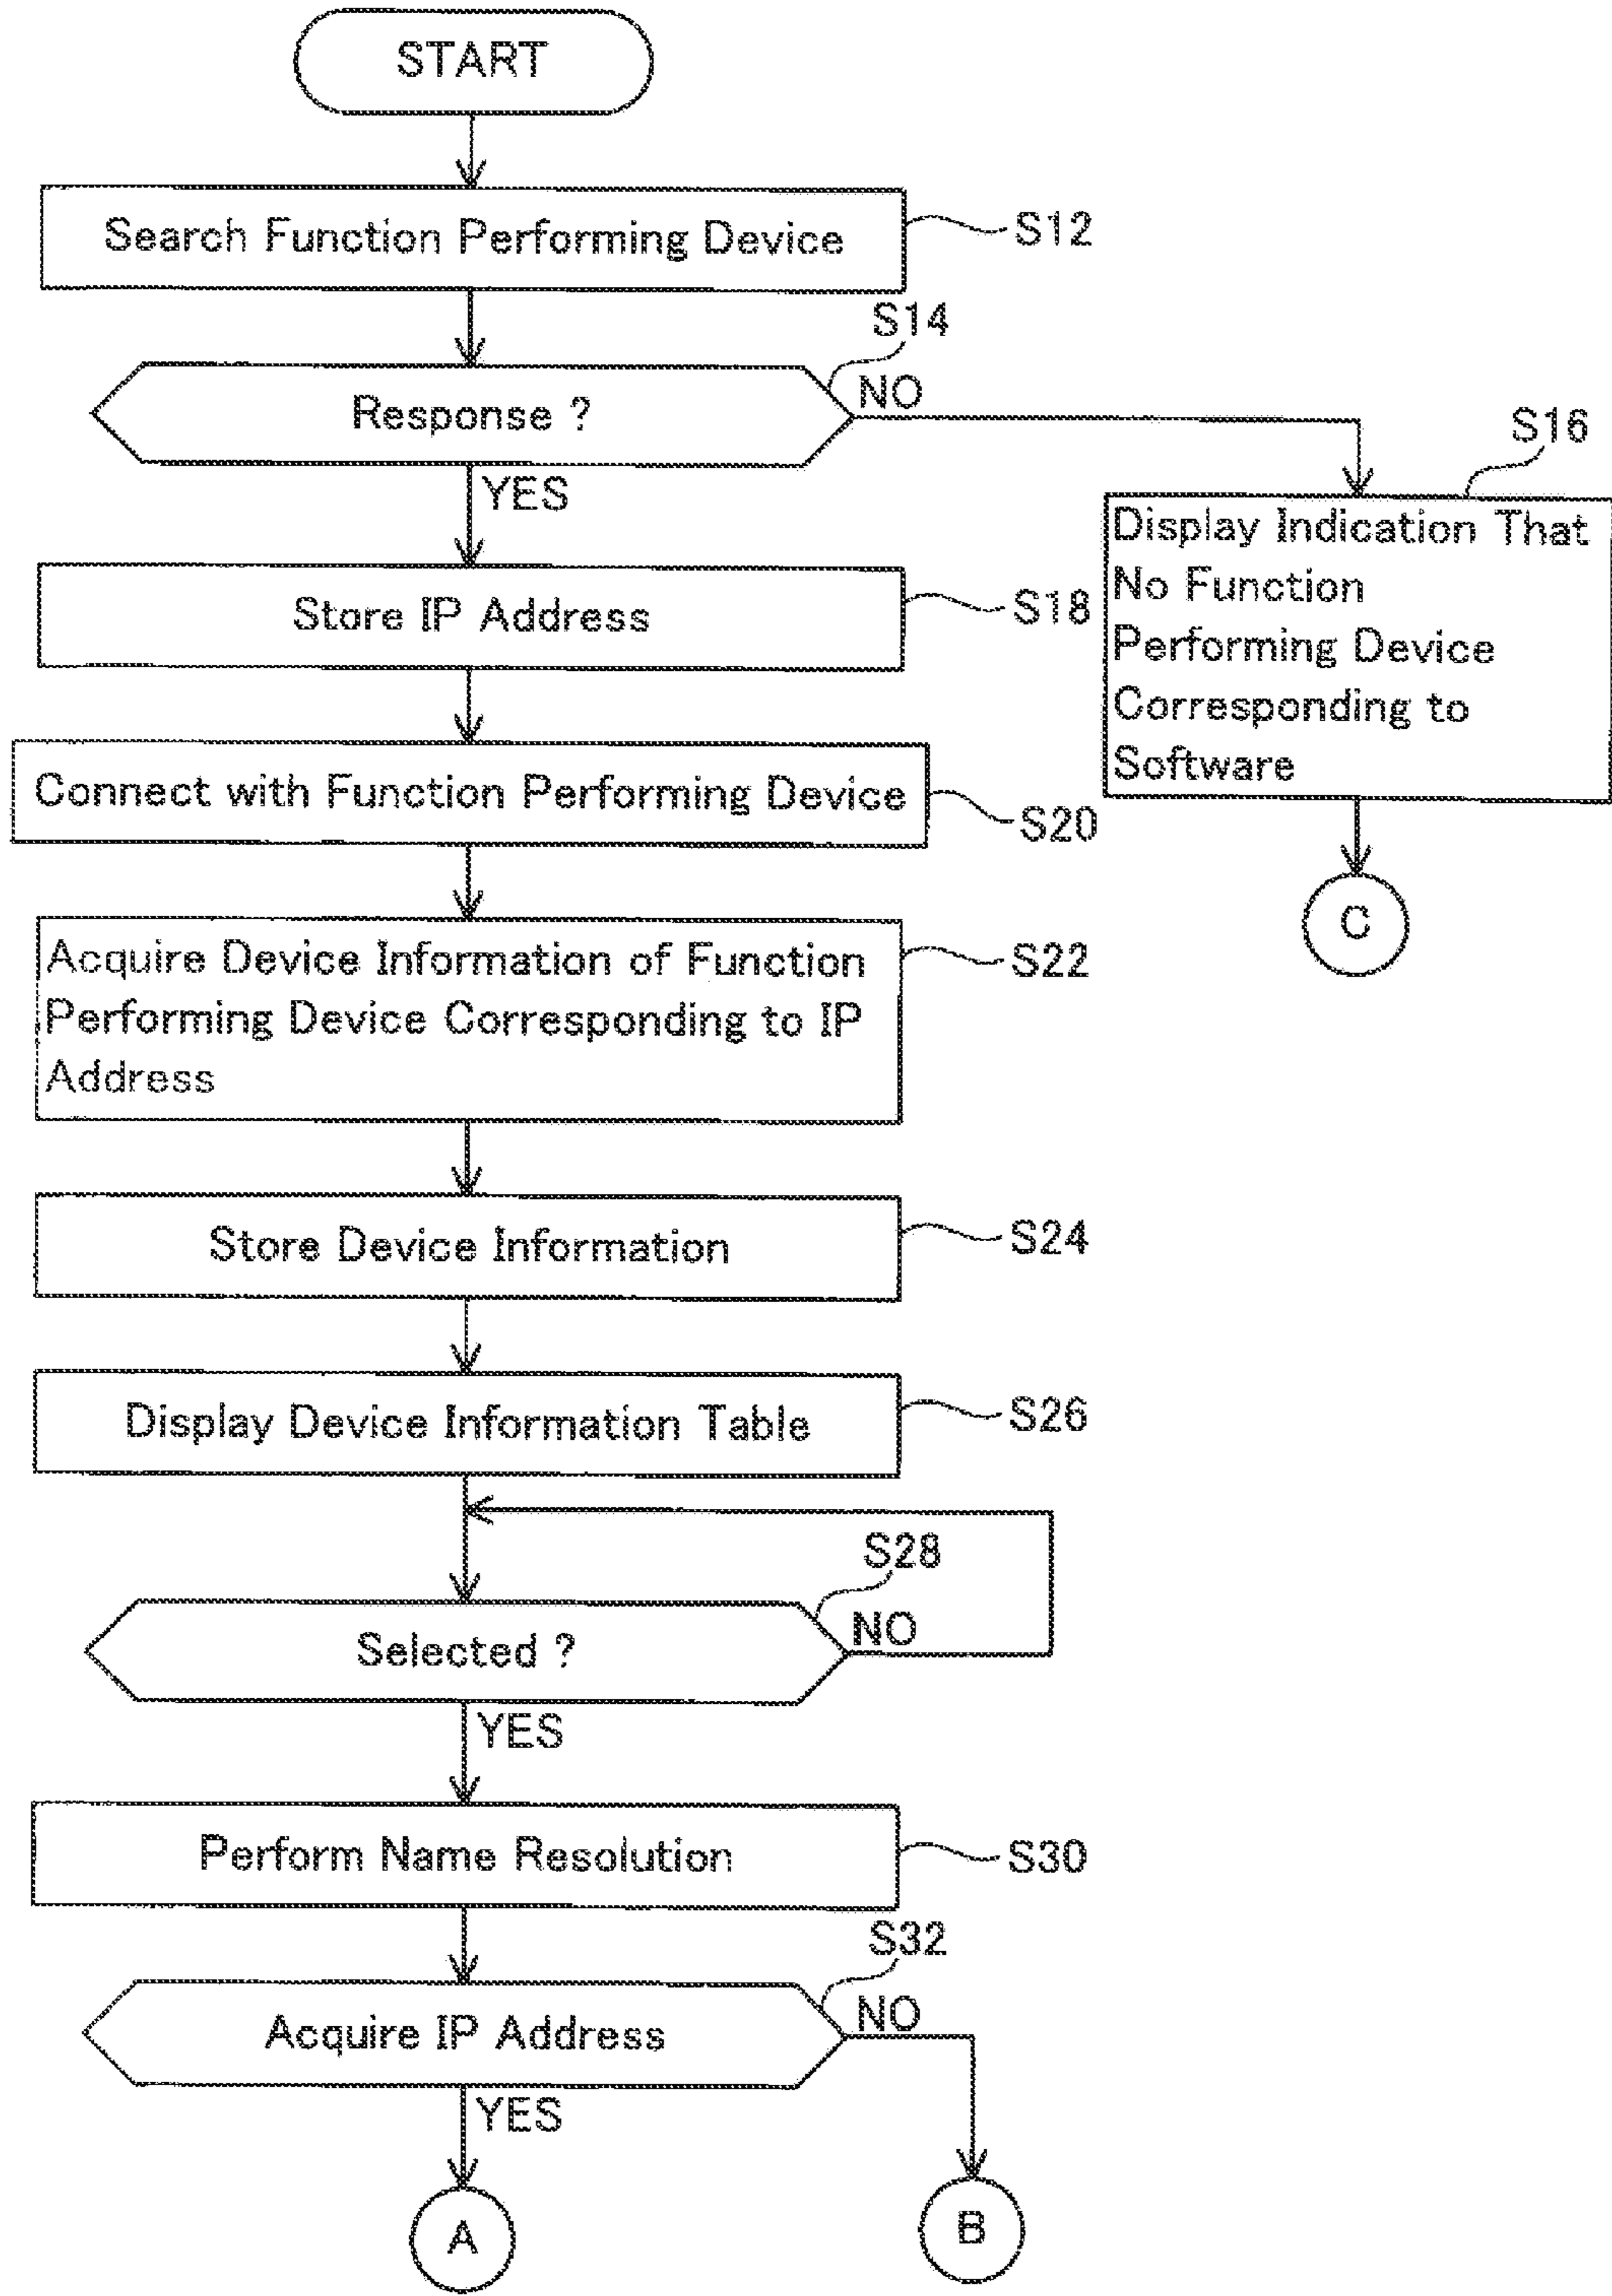 START
Search Function Performing Device
S12
S14
Response ?
NO
YES
S16
Display Indication That
No Function
Performing Device
Corresponding to
Software
C
Store IP Address
S18
Connect with Function Performing Device
S20
Acquire Device Information of Function
Performing Device Corresponding to IP
Address
S22
Store Device Information
S24
Display Device Information Table
S26
S28
Selected ?
NO
YES
Perform Name Resolution
S30
S32
Acquire IP Address
NO
YES
A
B